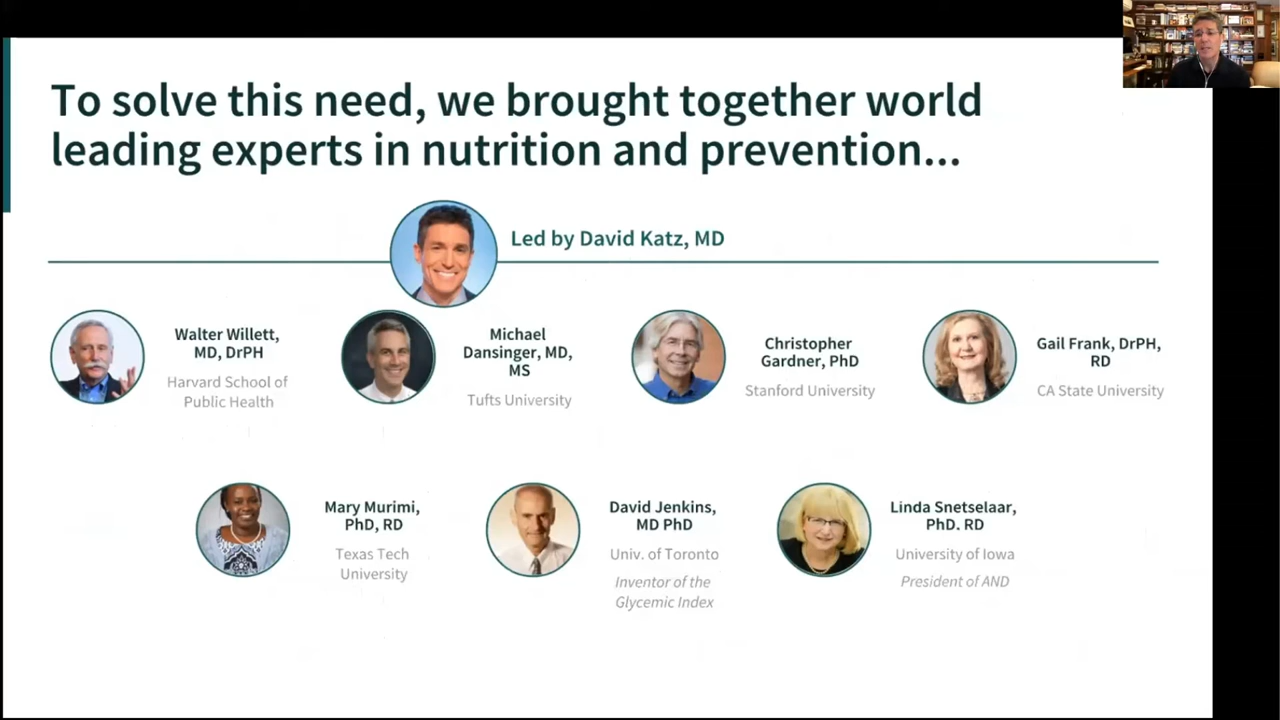 To solve this need, we brought together world
leading experts in nutrition and prevention...
Led by David Katz, MD
Walter Willett,
MD, DrPH
Harvard School of
Public Health
Michael
Dansinger, MD,
MS
Tufts University
Christopher
Gardner, PhD
Stanford University
Gail Frank, DrPH,
RD
CA State University
Mary Murimi,
PhD, RD
Texas Tech
University
David Jenkins,
MD PhD
Univ. of Toronto
Inventor of the
Glycemic Index
Linda Snetselaar,
PhD. RD
University of Iowa
President of AND